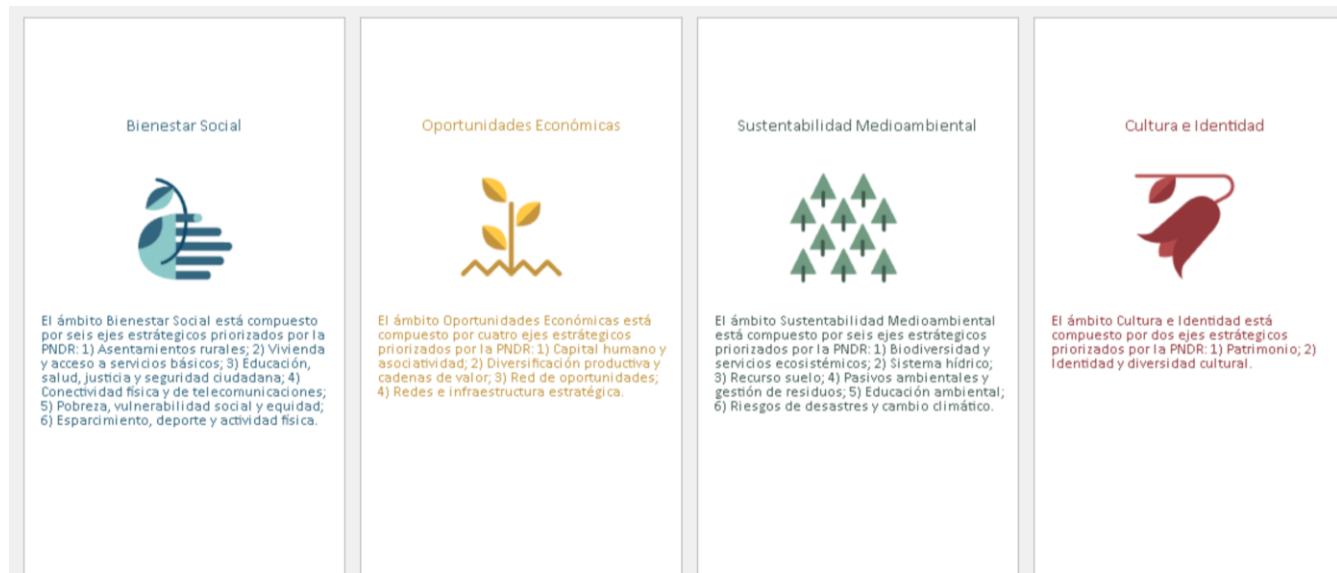 Bienestar Social
El ámbito Bienestar Social está compuesto
por seis ejes estrátegicos priorizados por la
PNDR: 1) Asentamientos rurales; 2) Vivienda
y acceso a servicios básicos; 3) Educación,
salud, justicia y seguridad ciudadana; 4)
Conectividad física y de telecomunicaciones;
5) Pobreza, vulnerabilidad social y equidad;
6) Esparcimiento, deporte y actividad física.
Oportunidades Económicas
El ámbito Oportunidades Económicas está
compuesto por cuatro ejes estrátegicos
priorizados por la PNDR: 1) Capital humano y
asociatividad; 2) Diversificación productiva y
cadenas de valor; 3) Red de oportunidades;
4) Redes e infraestructura estratégica.
Sustentabilidad Medioambiental
El ámbito Sustentabilidad Medioambiental
está compuesto por seis ejes estrátegicos
priorizados por la PNDR: 1) Biodiversidad y
servicios ecosistémicos; 2) Sistema hídrico;
3) Recurso suelo; 4) Pasivos ambientales y
gestión de residuos; 5) Educación ambiental;
6) Riesgos de desastres y cambio climático.
Cultura e Identidad
El ámbito Cultura e Identidad está
compuesto por dos ejes estrátegicos
priorizados por la PNDR: 1) Patrimonio; 2)
Identidad y diversidad cultural.